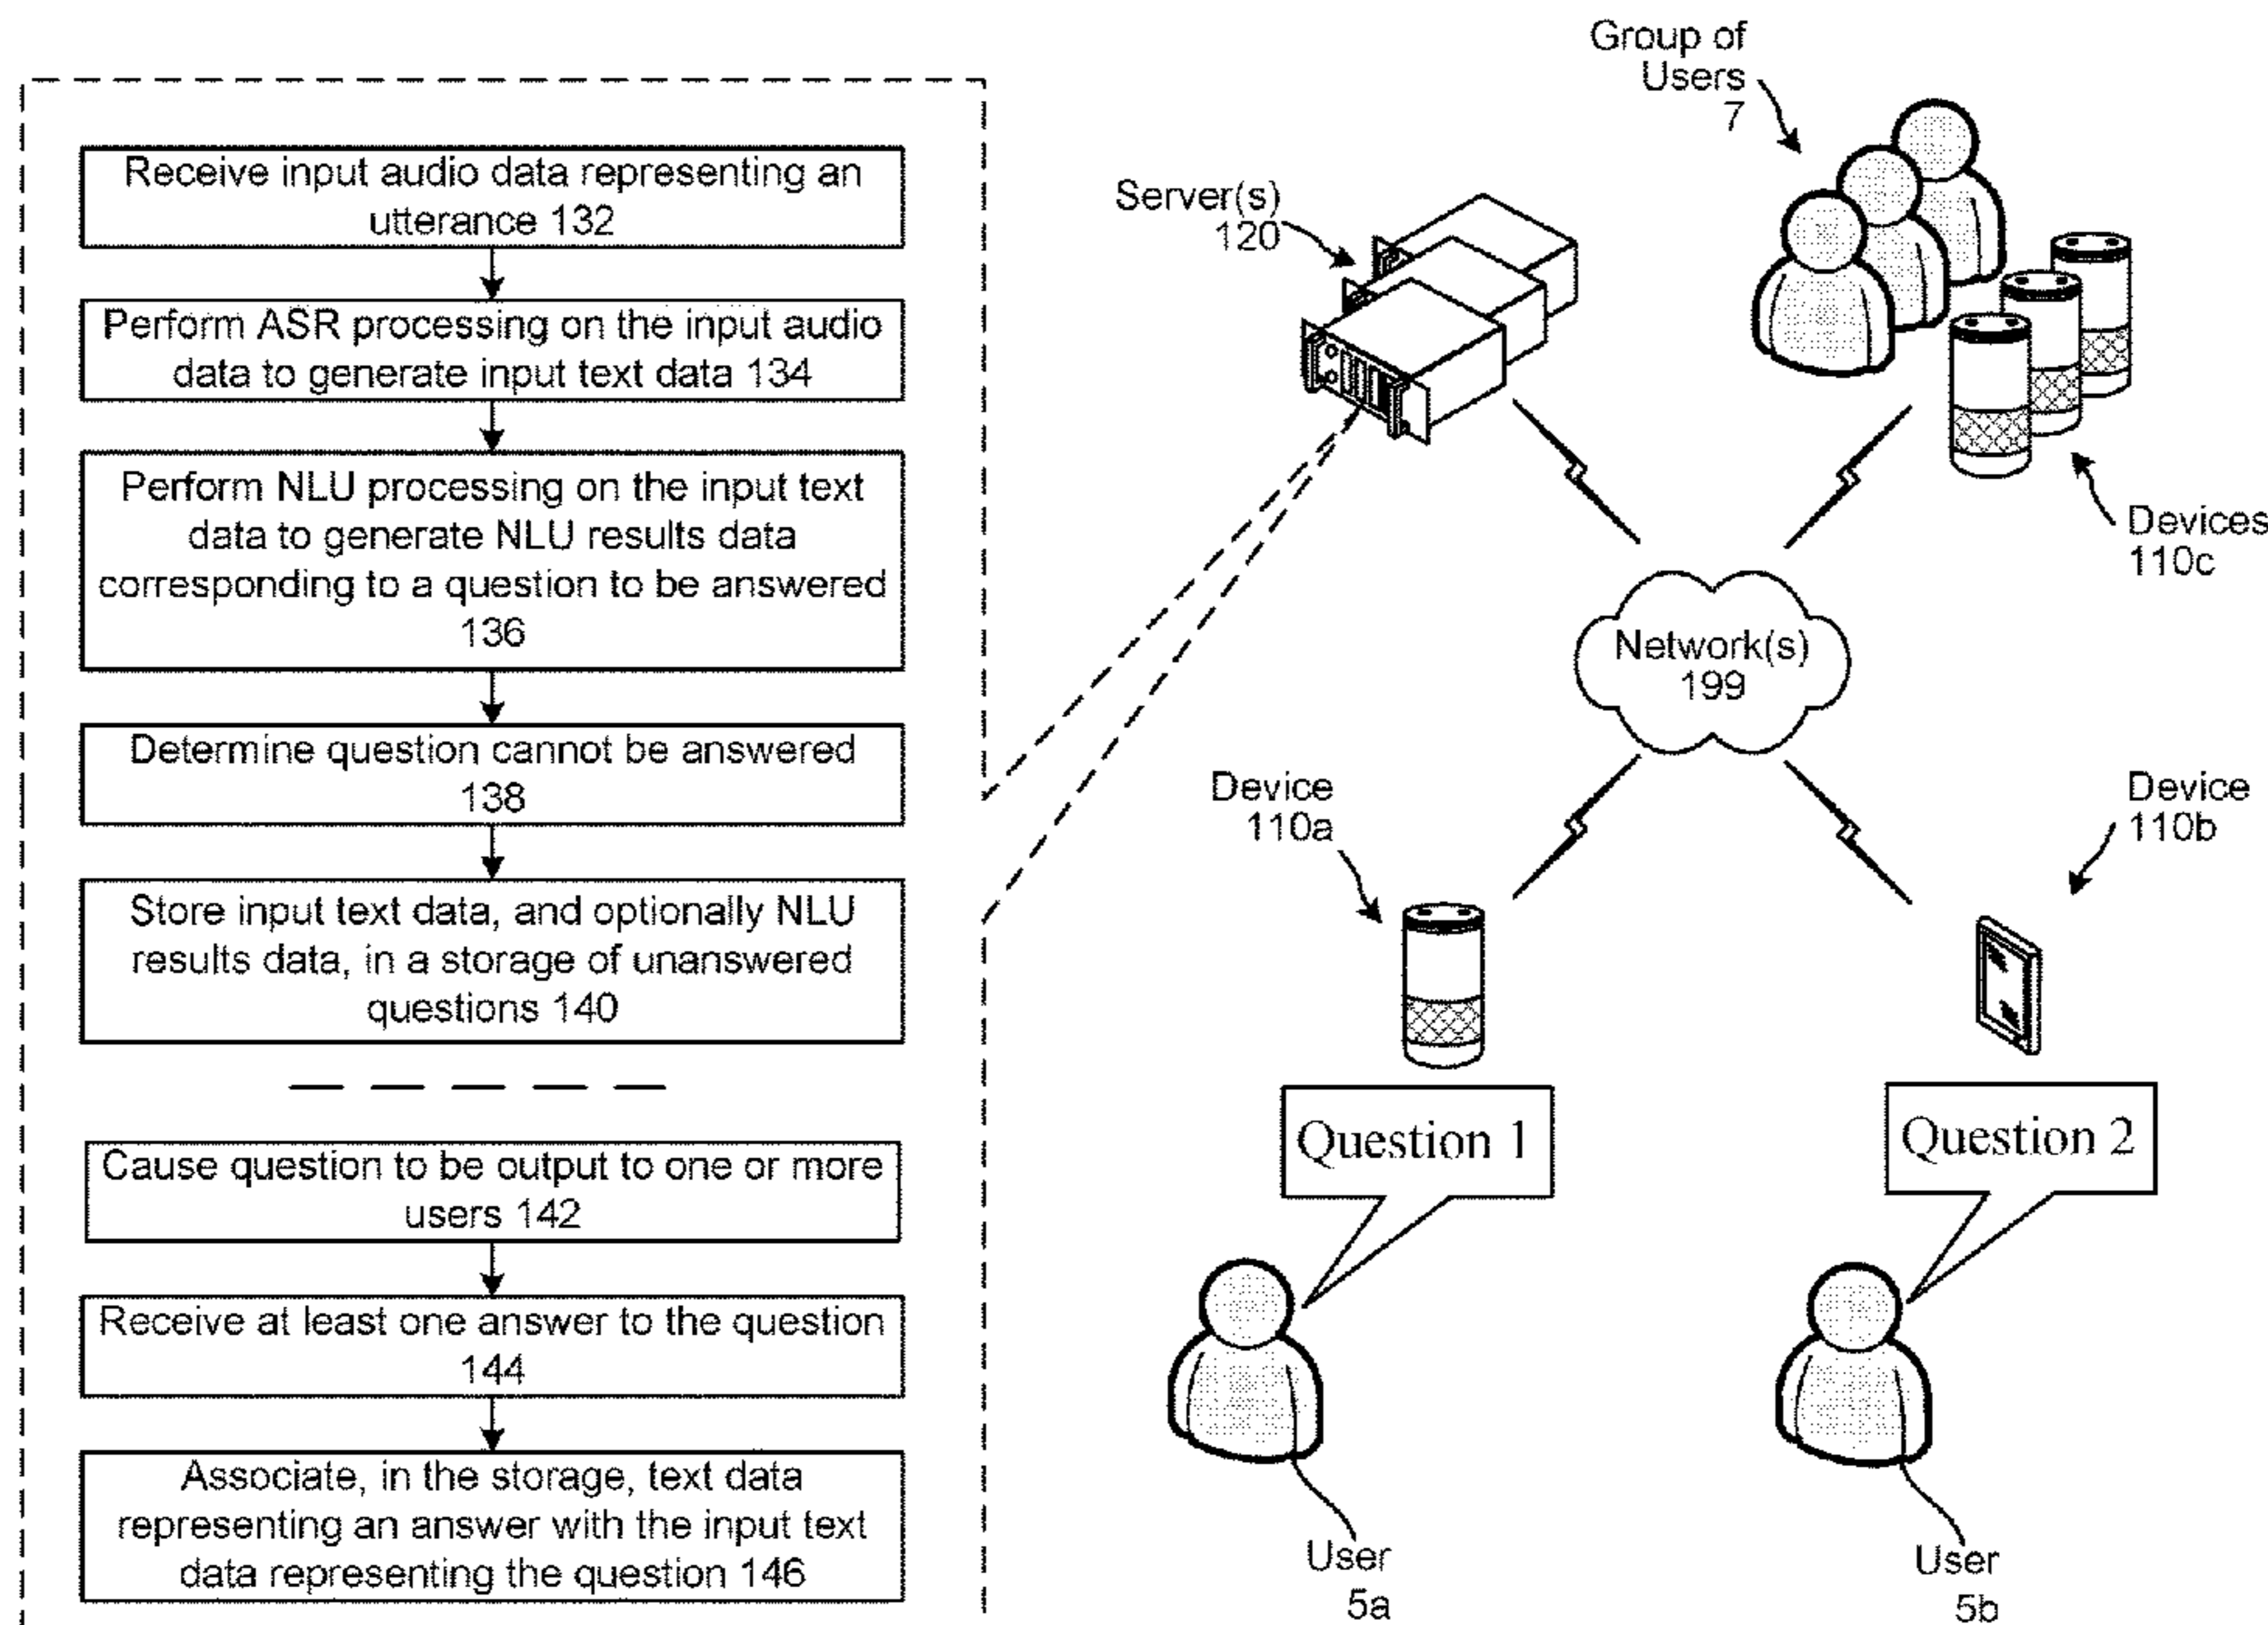 Receive input audio data representing an
utterance 132
Perform ASR processing on the input audio
data to generate input text data 134
Perform NLU processing on the input text
data to generate NLU results data
corresponding to a question to be answered
136
Determine question cannot be answered
138
Store input text data, and optionally NLU
results data, in a storage of unanswered
questions 140
Cause question to be output to one or more
users 142
Receive at least one answer to the question
144
Associate, in the storage, text data
representing an answer with the input text
data representing the question 146
Group of
Users
7
Server(s)
120
Devices
110c
Network(s)
199
Device
110a
Device
110b
Question 1
Question 2
User
5a
User
5b